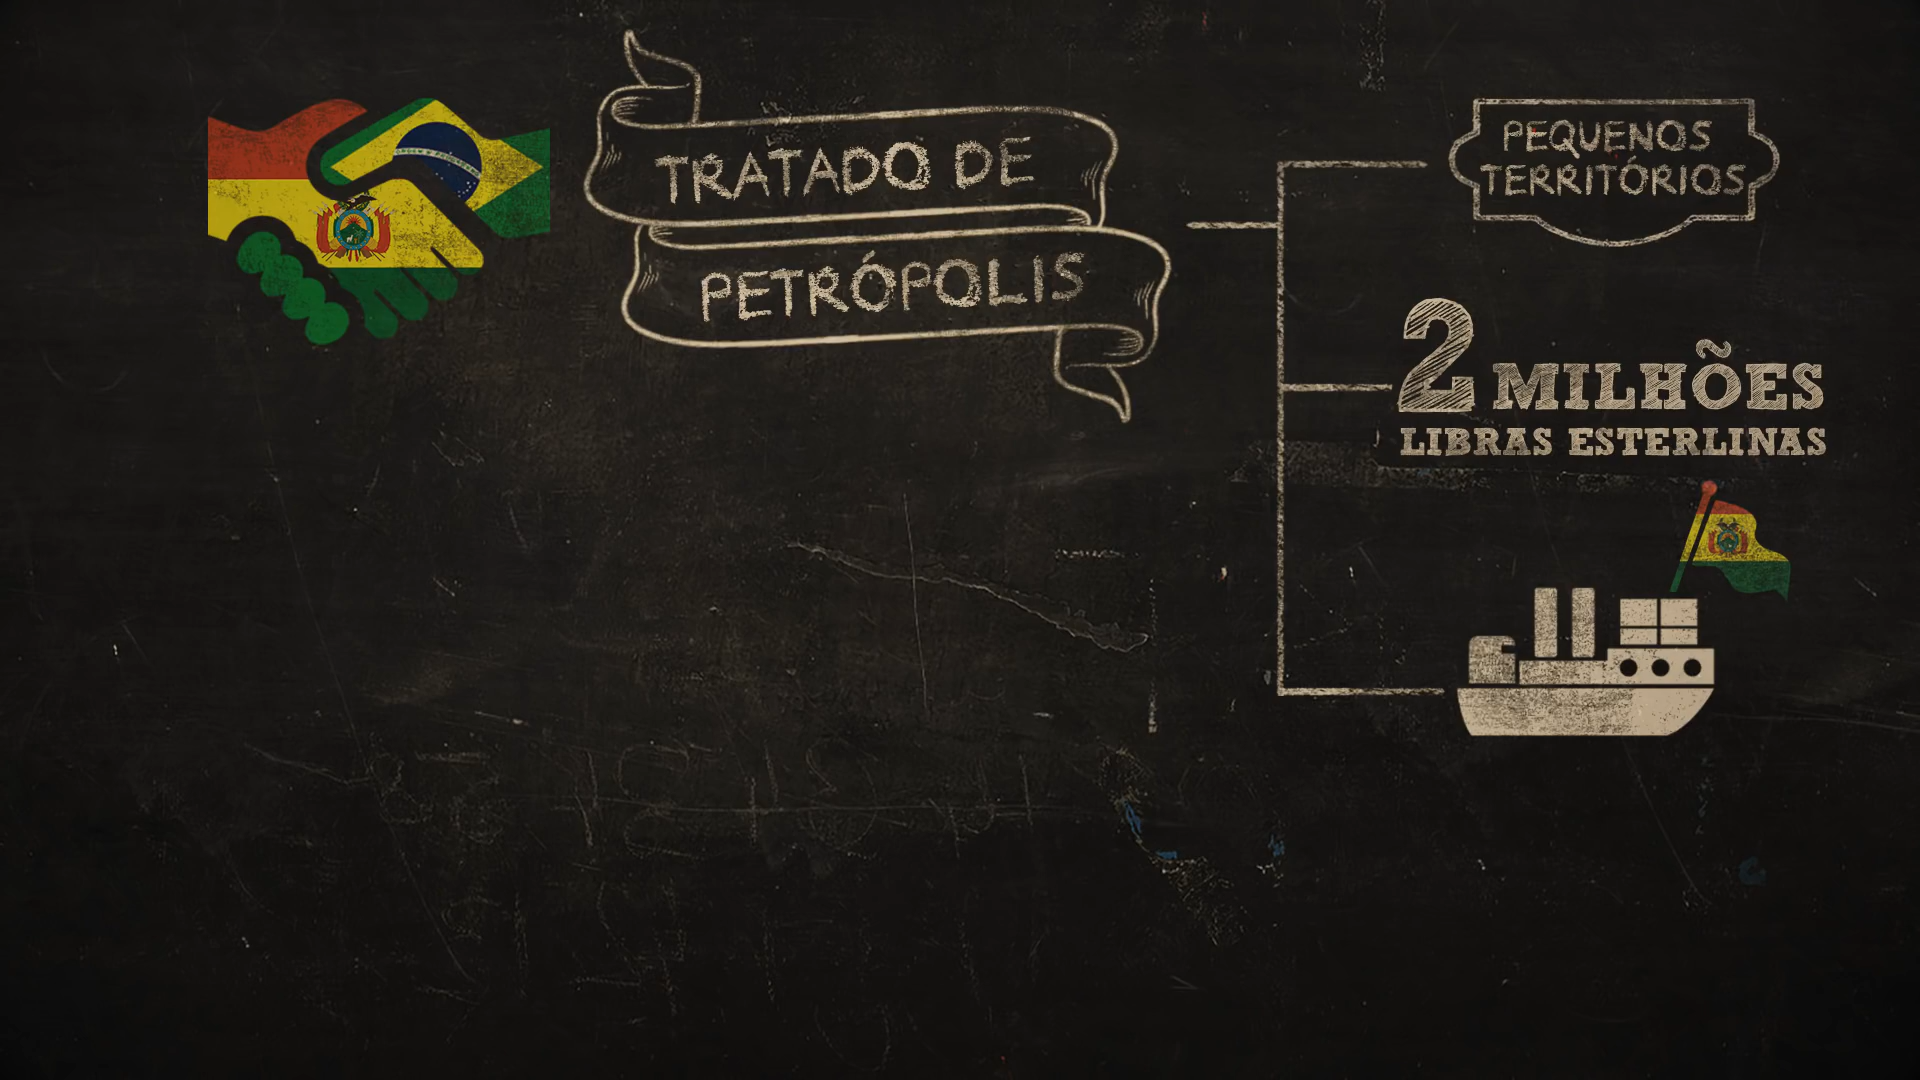 TRATADO DE
PETRÓPOLIS
PEQUENOS
TERRITÓRIOS
2 MILHÕES
LIBRAS ESTERLINAS